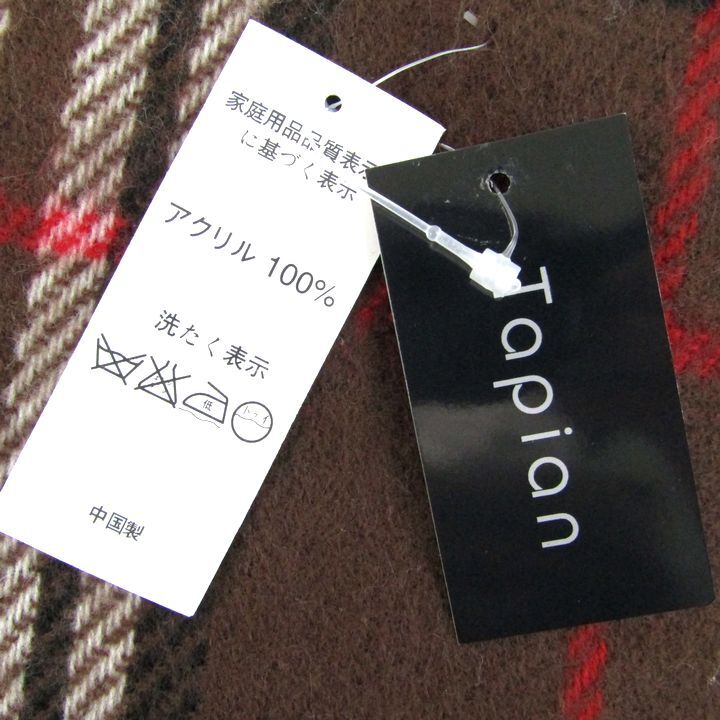 家庭用品品質表示
に基づく表示
アクリル 100%
洗たく表示
低
ドライ
中国製
Tapian